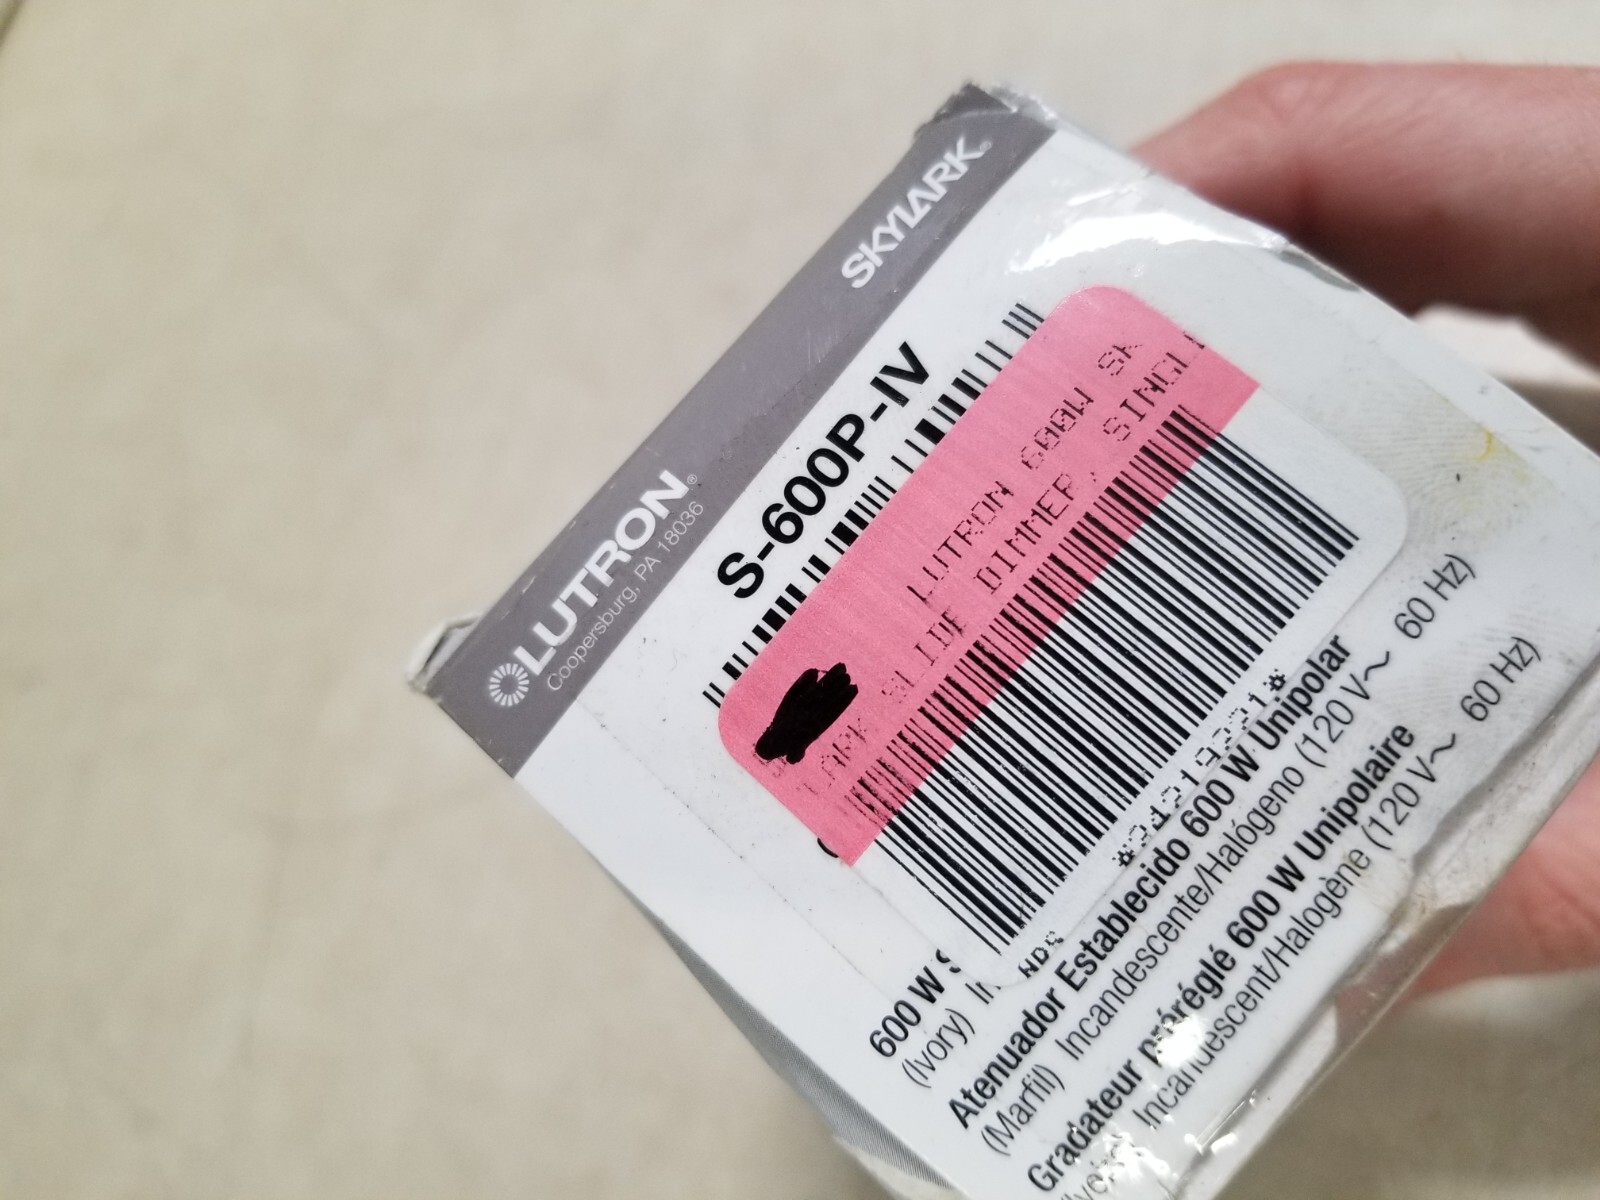 SKYLARK®
LUTRON®
Coopersburg, PA 18036
S-600P-IV
LUTRON 600W SK
SLIDE DIMMER, SINGL
600 W
(Ivory)
Atenuador Establecido 600 W Unipolar
(Marfil) Incandescente/Halógeno (120 V~ 60 Hz)
Gradateur préréglé 600 W Unipolaire
Incandescent/Halogène (120 V~ 60 Hz)